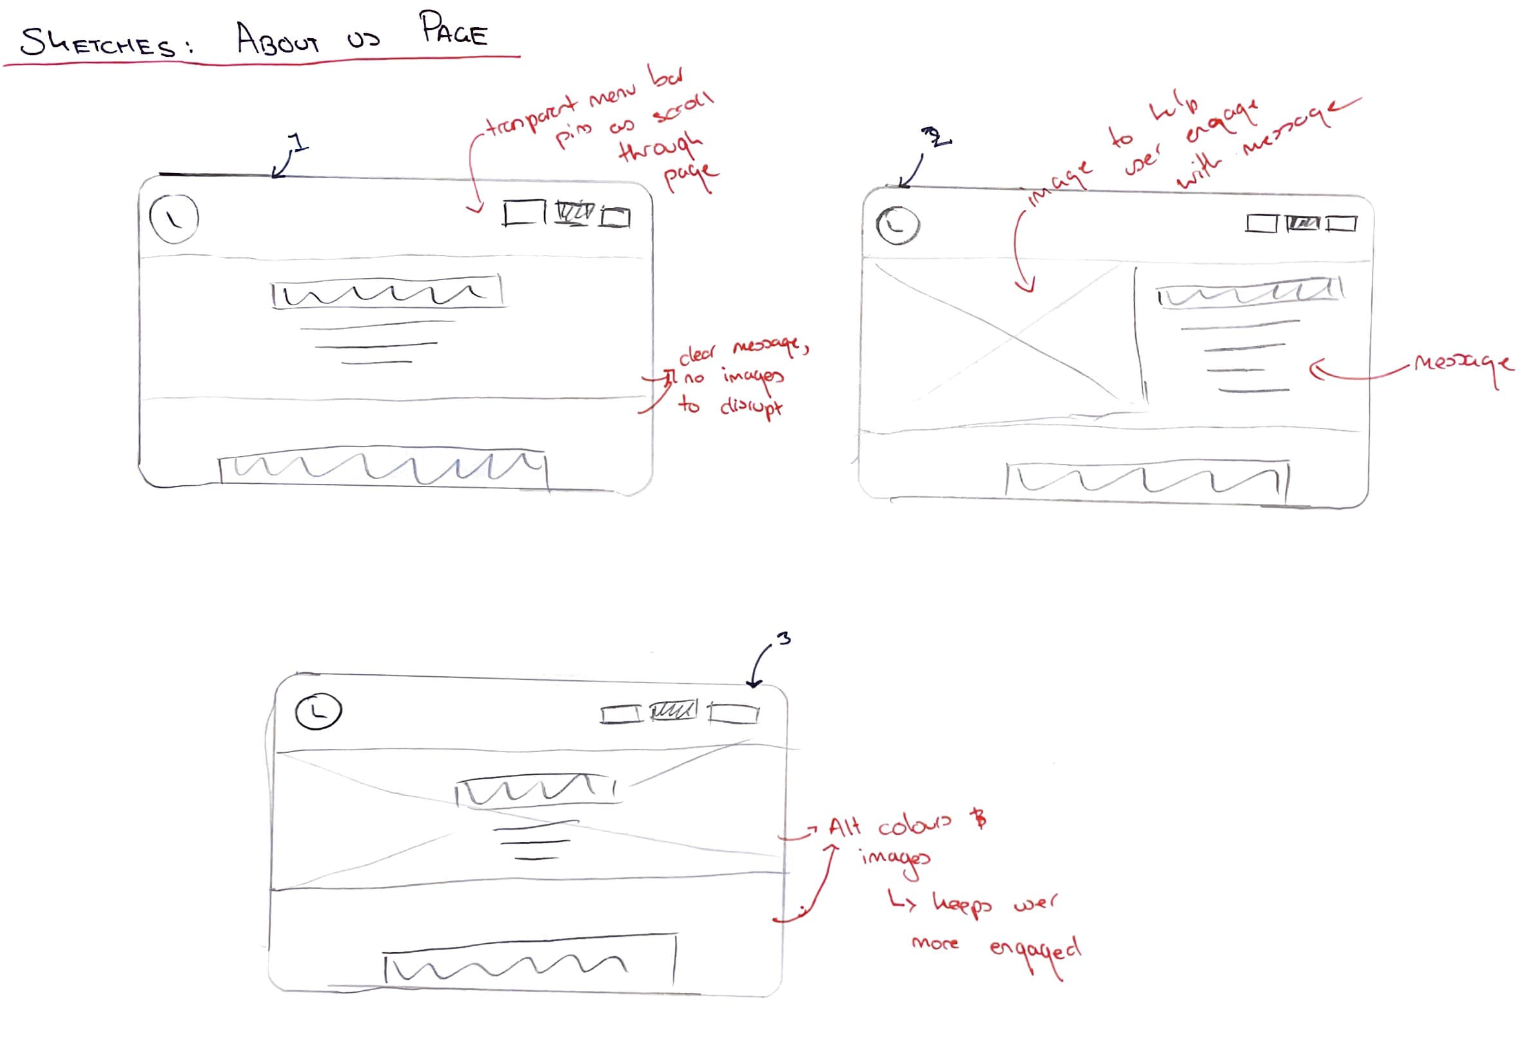 SKETCHES: ABOUT US PAGE
1
transparent menu bar
pins as scroll
through
page
L
clear message,
no images
to disrupt
2
image to help
user engage
with message
L
message
3
L
Alt colours &
images
↳ keeps user
more engaged